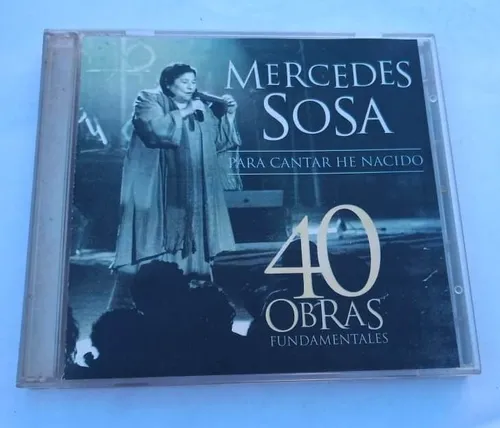 MERCEDES
SOSA
PARA CANTAR HE NACIDO
40
OBRAS
FUNDAMENTALES